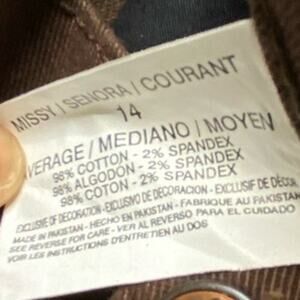 MISSY / SENORA / COURANT
14
VERAGE / MEDIANO / MOYEN
98% COTTON - 2% SPANDEX
98% ALGODON - 2% SPANDEX
98% COTON - 2% SPANDEX
EXCLUSIVE OF DECORATION - EXCLUSIVO DE DECORACION - EXCLUSIF DE DÉCOR
MADE IN PAKISTAN - HECHO EN PAKISTAN - FABRIQUE AU PAKISTAN
SEE REVERSE FOR CARE - VER AL REVERSO PARA EL CUIDADO
VOIR LES INSTRUCTIONS D'ENTRETIEN AU DOS